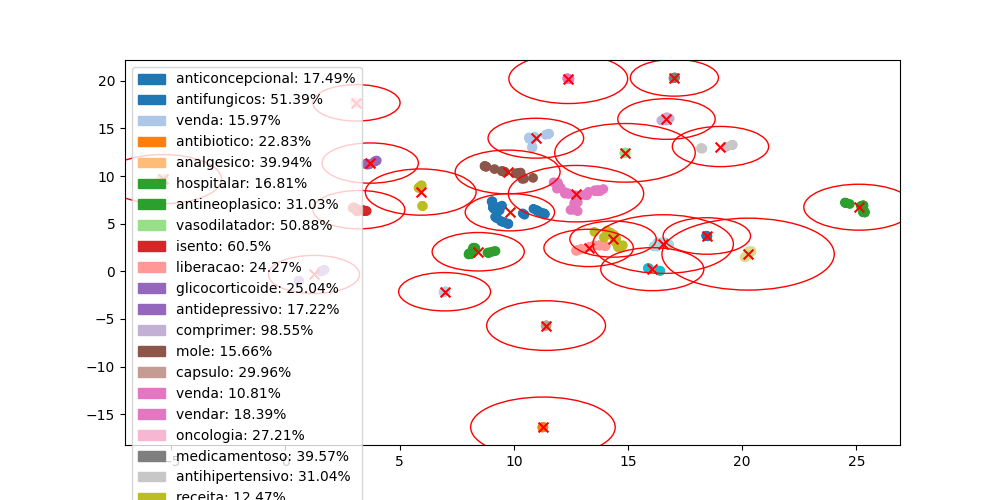 20
15
10
5
0
−5
−10
−15
anticoncepcional: 17.49%
antifungicos: 51.39%
venda: 15.97%
antibiotico: 22.83%
analgesico: 39.94%
hospitalar: 16.81%
antineoplasico: 31.03%
vasodilatador: 50.88%
isento: 60.5%
liberacao: 24.27%
glicocorticoide: 25.04%
antidepressivo: 17.22%
comprimer: 98.55%
mole: 15.66%
capsulo: 29.96%
venda: 10.81%
vendar: 18.39%
oncologia: 27.21%
medicamentoso: 39.57%
antihipertensivo: 31.04%
receita: 12.47%
−5
0
5
10
15
20
25